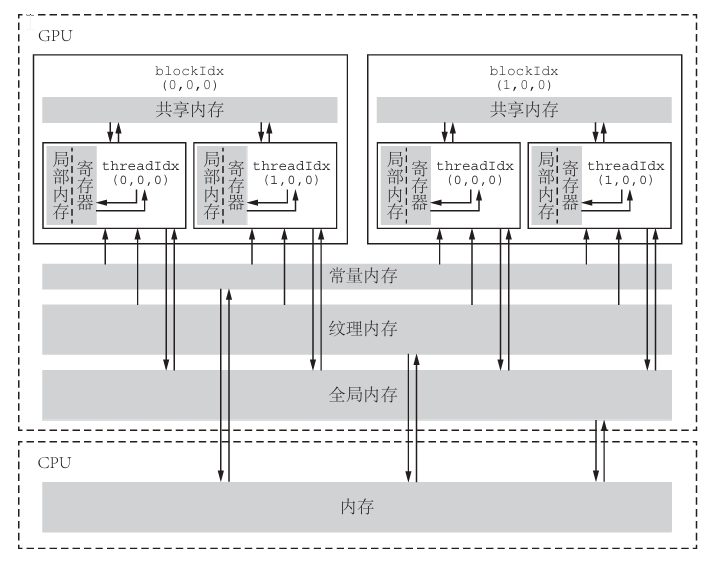 GPU
blockIdx
(0,0,0)
共享内存
局部内存
寄存器
threadIdx
(0,0,0)
局部内存
寄存器
threadIdx
(1,0,0)
blockIdx
(1,0,0)
共享内存
局部内存
寄存器
threadIdx
(0,0,0)
局部内存
寄存器
threadIdx
(1,0,0)
常量内存
纹理内存
全局内存
CPU
内存